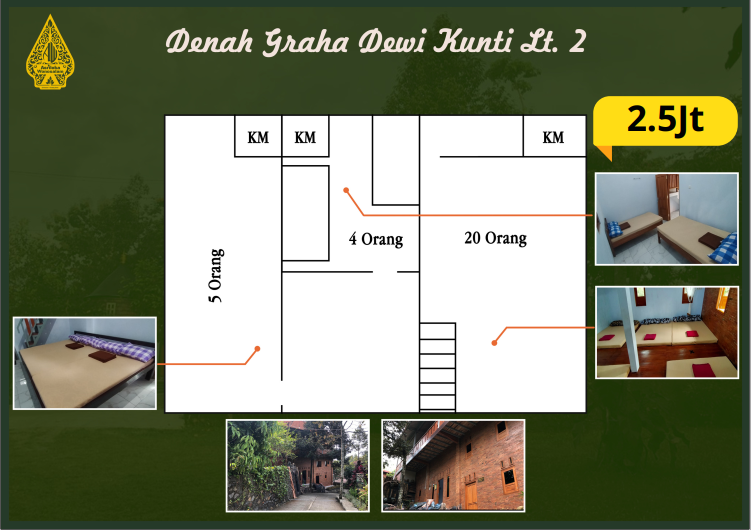 Denah Graha Dewi Kunti Lt. 2
2.5Jt
KM
KM
KM
5 Orang
4 Orang
20 Orang